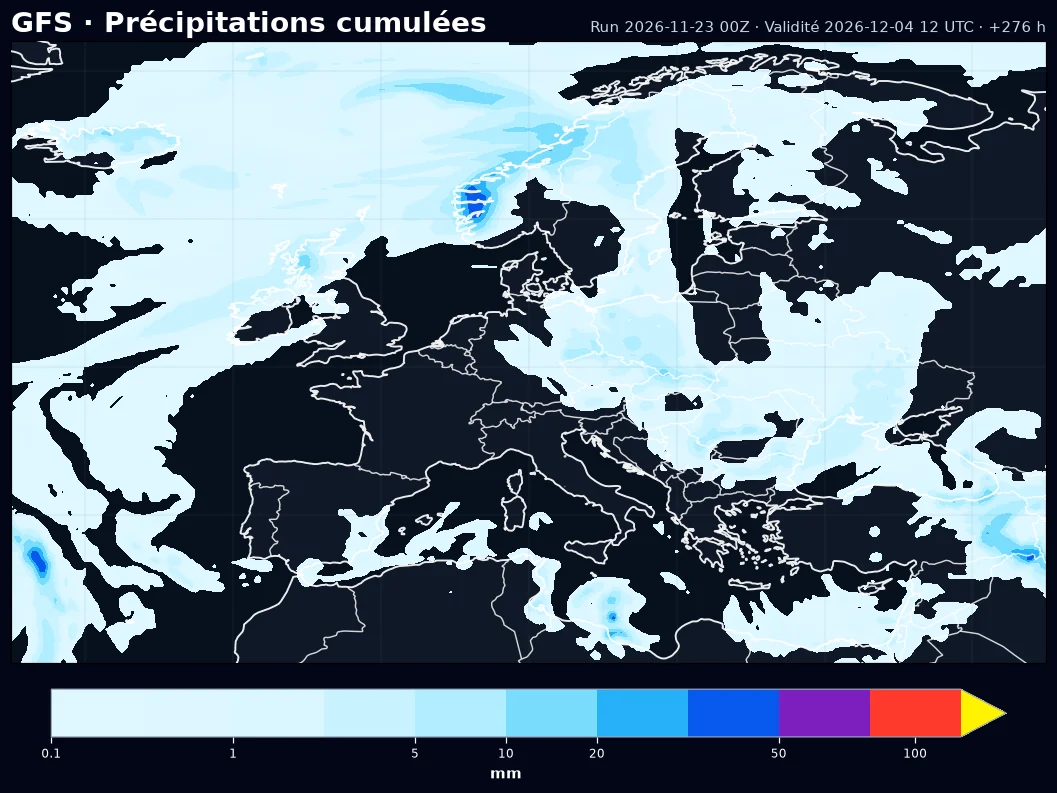 GFS · Précipitations cumulées
Run 2026-11-23 00Z · Validité 2026-12-04 12 UTC · +276 h
0.1 1 5 10 20 50 100
mm